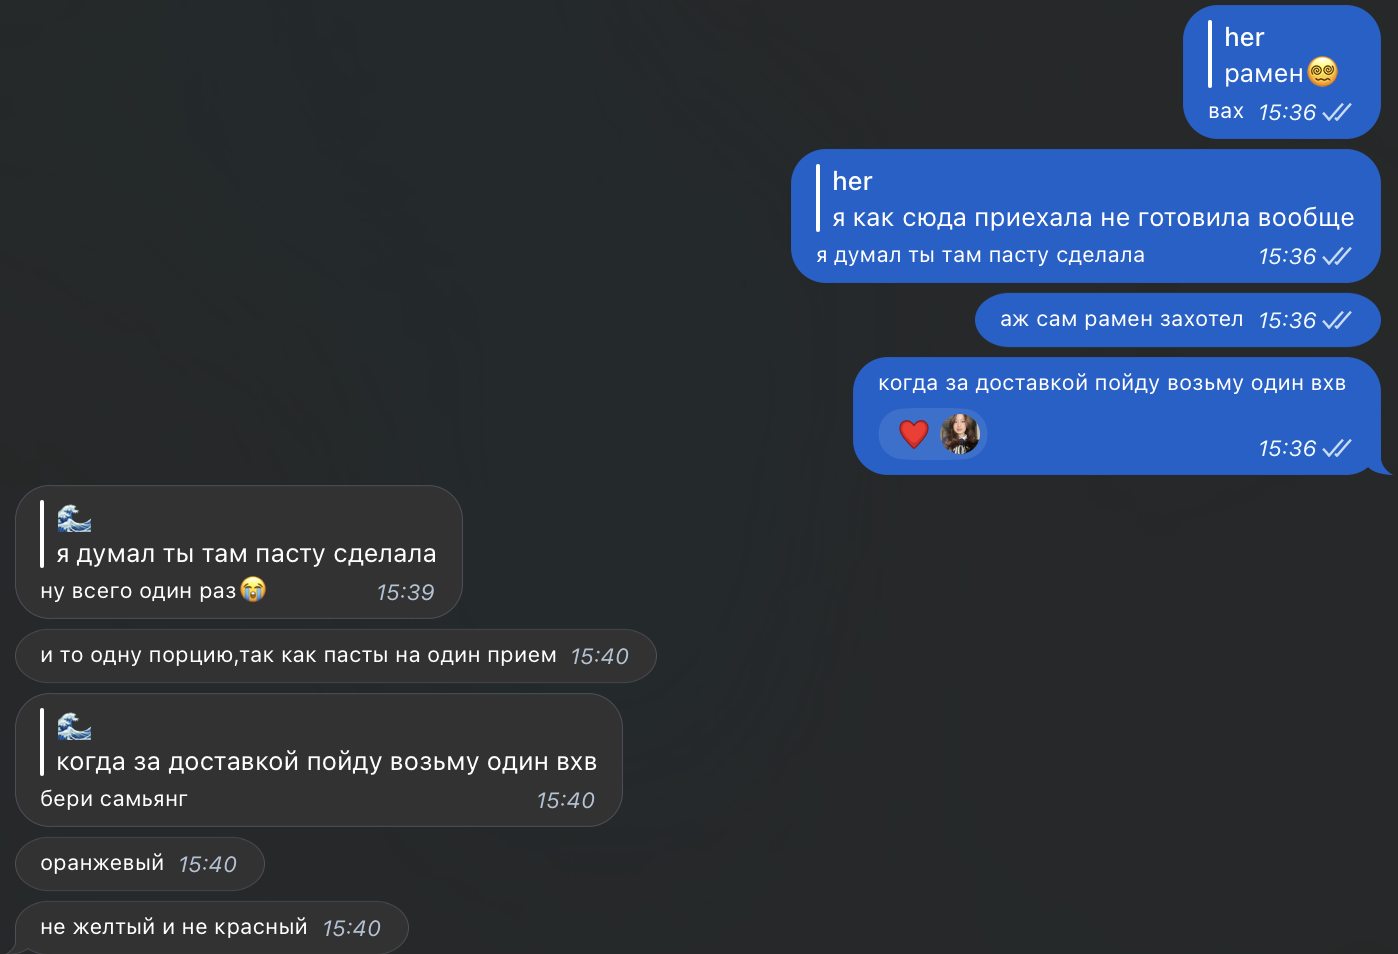 her
рамен😵‍💫
вах 15:36
her
я как сюда приехала не готовила вообще
я думал ты там пасту сделала 15:36
аж сам рамен захотел 15:36
когда за доставкой пойду возьму один вхв
❤️ 15:36
🌊
я думал ты там пасту сделала
ну всего один раз😭 15:39
и то одну порцию,так как пасты на один прием 15:40
🌊
когда за доставкой пойду возьму один вхв
бери самьянг 15:40
оранжевый 15:40
не желтый и не красный 15:40